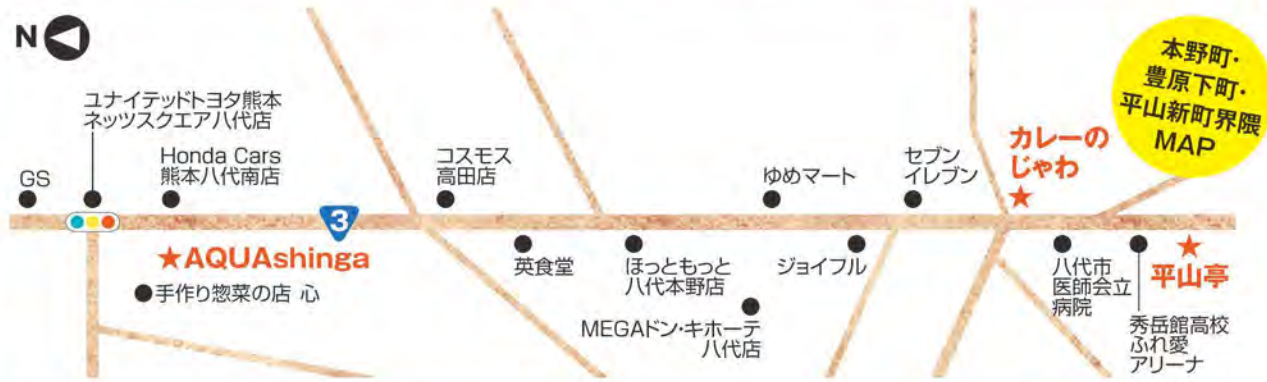 N
本野町・
豊原下町・
平山新町界隈
MAP
ユナイテッドトヨタ熊本
ネッツスクエア八代店
GS
Honda Cars
熊本八代南店
コスモス
高田店
ゆめマート
セブン
イレブン
カレーの
じゃわ
3
★AQUAshinga
手作り惣菜の店 心
英食堂
ほっともっと
八代本野店
MEGAドン・キホーテ
八代店
ジョイフル
八代市
医師会立
病院
秀岳館高校
ふれ愛
アリーナ
平山亭